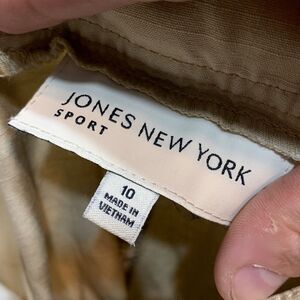 JONES NEW YORK
SPORT
10
MADE IN
VIETNAM